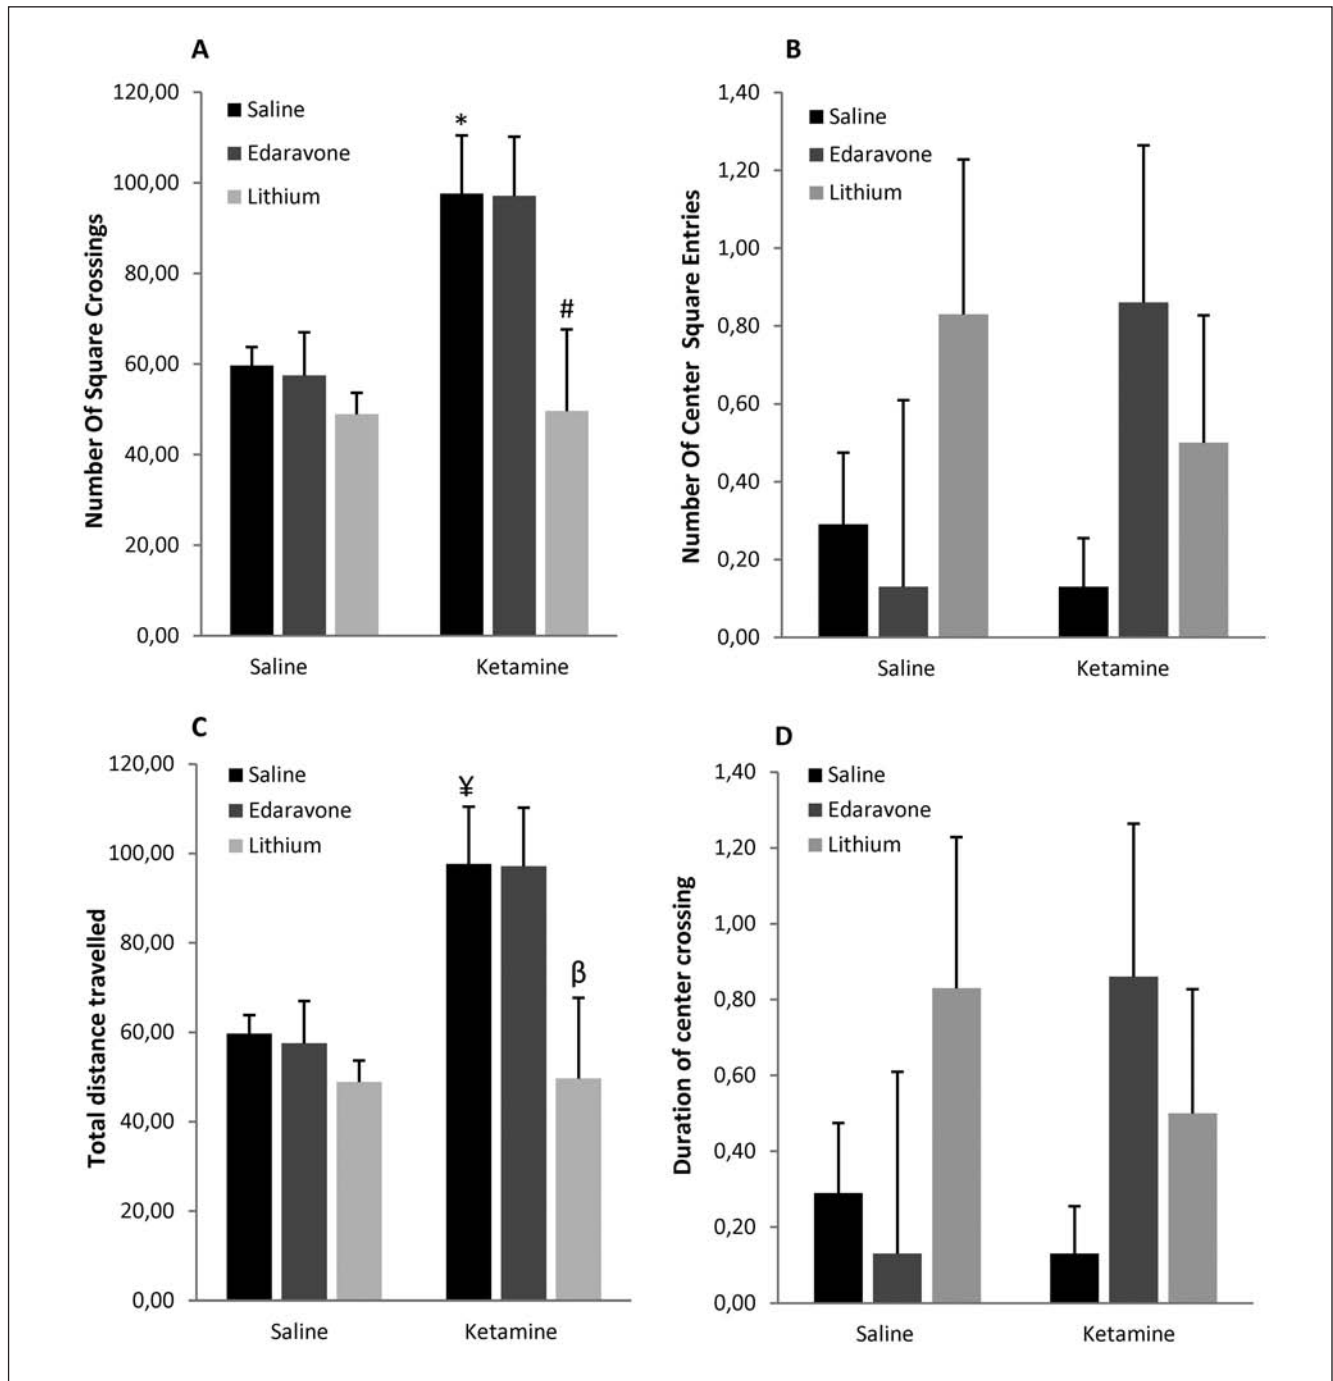 A
Number Of Square Crossings
120,00
100,00
80,00
60,00
40,00
20,00
0,00
Saline
Edaravone
Lithium
*
#
Saline
Ketamine
B
Number Of Center Square Entries
1,40
1,20
1,00
0,80
0,60
0,40
0,20
0,00
Saline
Edaravone
Lithium
Saline
Ketamine
C
Total distance travelled
120,00
100,00
80,00
60,00
40,00
20,00
0,00
Saline
Edaravone
Lithium
¥
β
Saline
Ketamine
D
Duration of center crossing
1,40
1,20
1,00
0,80
0,60
0,40
0,20
0,00
Saline
Edaravone
Lithium
Saline
Ketamine